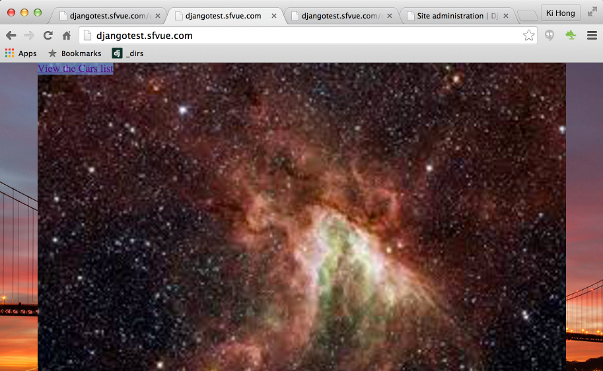 djangotest.sfvue.com/ djangotest.sfvue.com djangotest.sfvue.com/ Site administration | Dj Ki Hong
djangotest.sfvue.com
Apps Bookmarks dj _dirs
View the Cars list